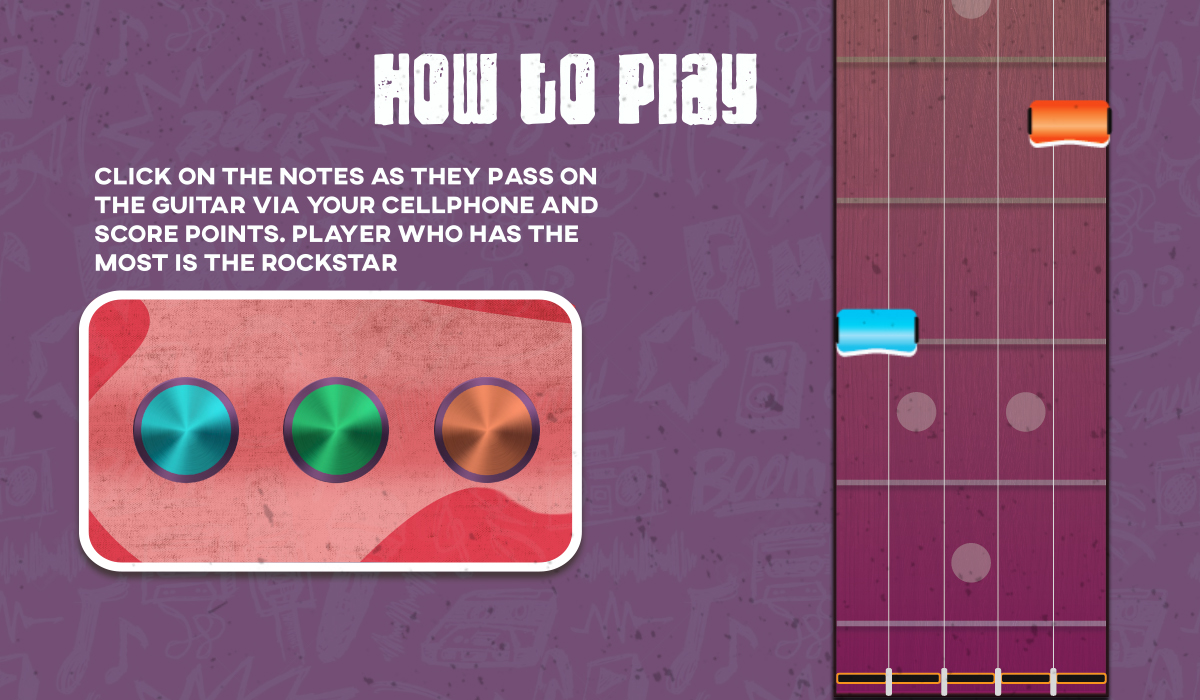 HOW to Play
CLICK ON THE NOTES AS THEY PASS ON
THE GUITAR VIA YOUR CELLPHONE AND
SCORE POINTS. PLAYER WHO HAS THE
MOST IS THE ROCKSTAR
BOOM